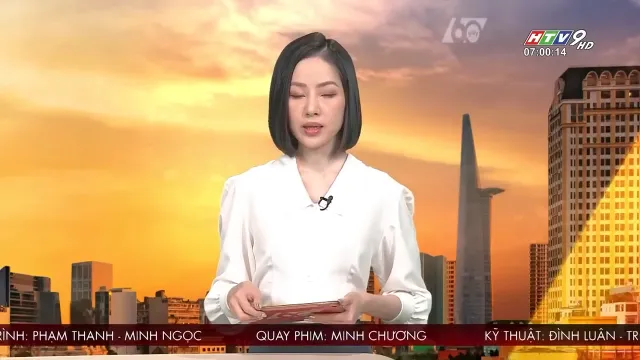 60
HTV9 HD
07:00:14
RÌNH: PHẠM THANH - MINH NGỌC QUAY PHIM: MINH CHƯƠNG KỸ THUẬT: ĐÌNH LUÂN - TR